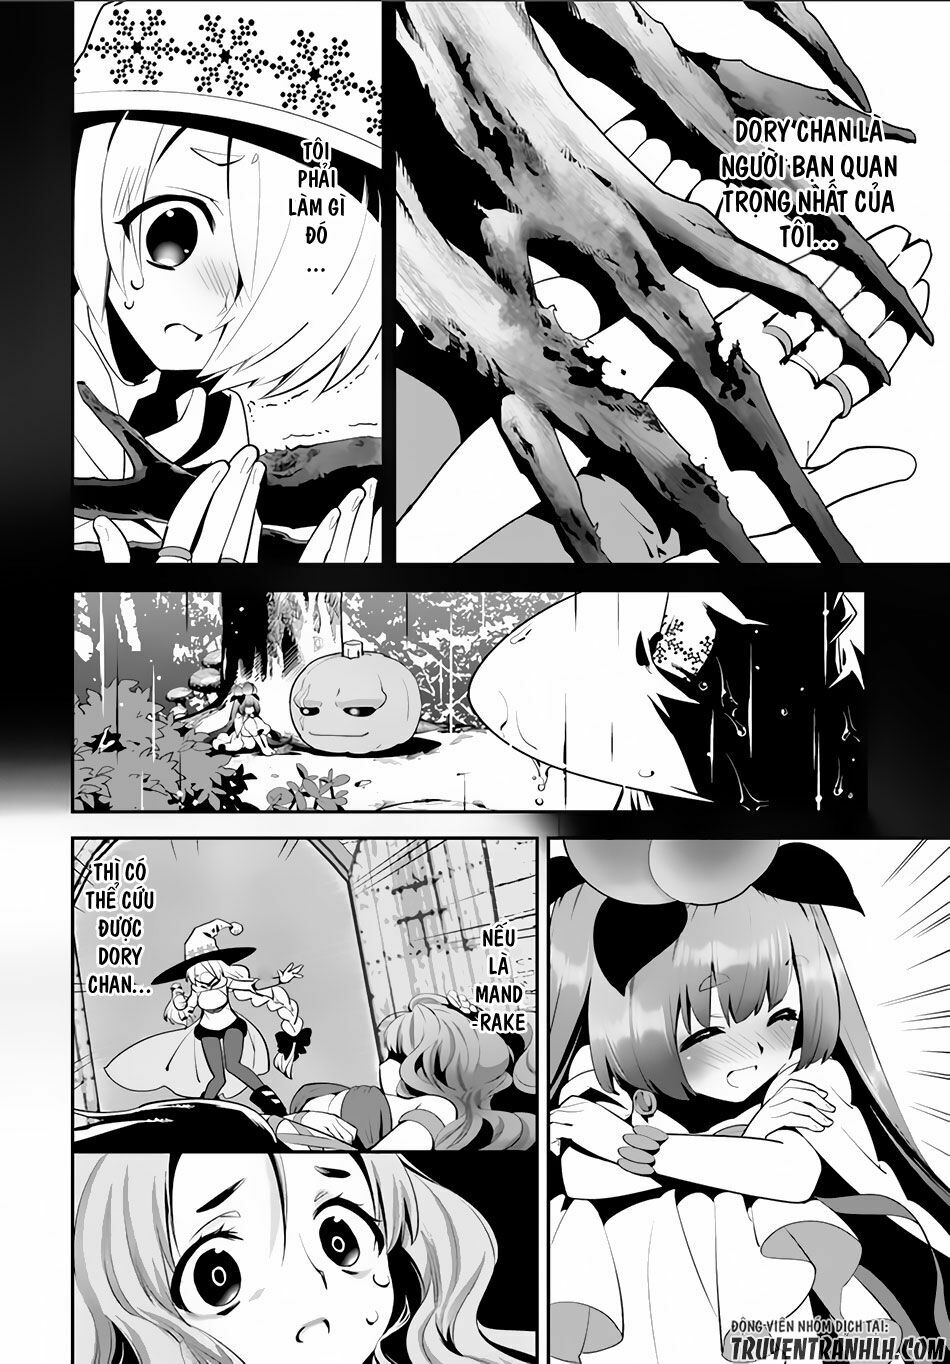 DORY CHAN LÀ
NGƯỜI BẠN QUAN
TRỌNG NHẤT CỦA
TÔI...
TÔI
PHẢI
LÀM GÌ
ĐÓ
...
NẾU
LÀ
MAND
-RAKE
THÌ CÓ
THỂ CỨU
ĐƯỢC
DORY
CHAN...
ĐỘNG VIÊN NHÓM DỊCH TẠI:
TRUYENTRANHLH.COM